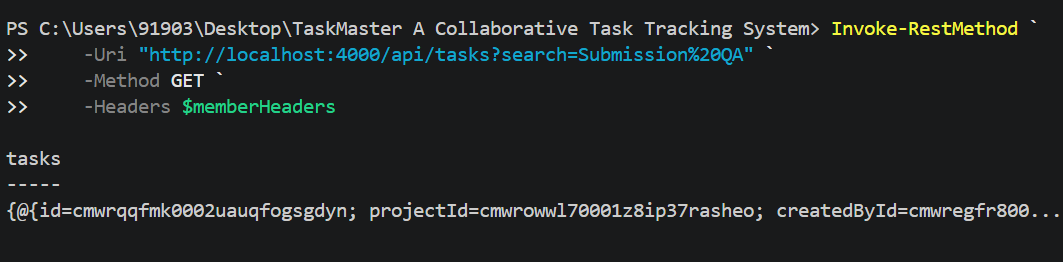 PS C:\Users\91903\Desktop\TaskMaster A Collaborative Task Tracking System> Invoke-RestMethod `
>>     -Uri "http://localhost:4000/api/tasks?search=Submission%20QA" `
>>     -Method GET `
>>     -Headers $memberHeaders
tasks
-----
{@{id=cmwrqqfmk0002uauqfogsgdyn; projectId=cmwrowwl70001z8ip37rasheo; createdById=cmwregfr800...